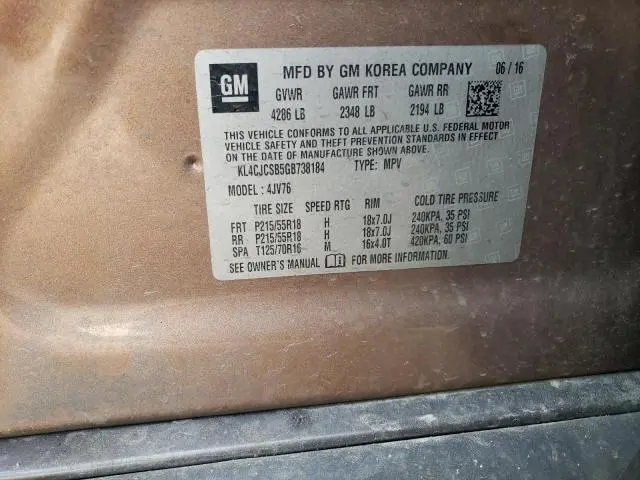 GM MFD BY GM KOREA COMPANY 06/16
GVWR GAWR FRT GAWR RR
4286 LB 2348 LB 2194 LB
THIS VEHICLE CONFORMS TO ALL APPLICABLE U.S. FEDERAL MOTOR
VEHICLE SAFETY AND THEFT PREVENTION STANDARDS IN EFFECT
ON THE DATE OF MANUFACTURE SHOWN ABOVE.
KL4CJCSB5GB738184 TYPE: MPV
MODEL: 4JV76
TIRE SIZE SPEED RTG RIM COLD TIRE PRESSURE
FRT P215/55R18 H 18x7.0J 240KPA, 35 PSI
RR P215/55R18 H 18x7.0J 240KPA, 35 PSI
SPA T125/70R16 M 16x4.0T 420KPA, 60 PSI
SEE OWNER'S MANUAL FOR MORE INFORMATION.